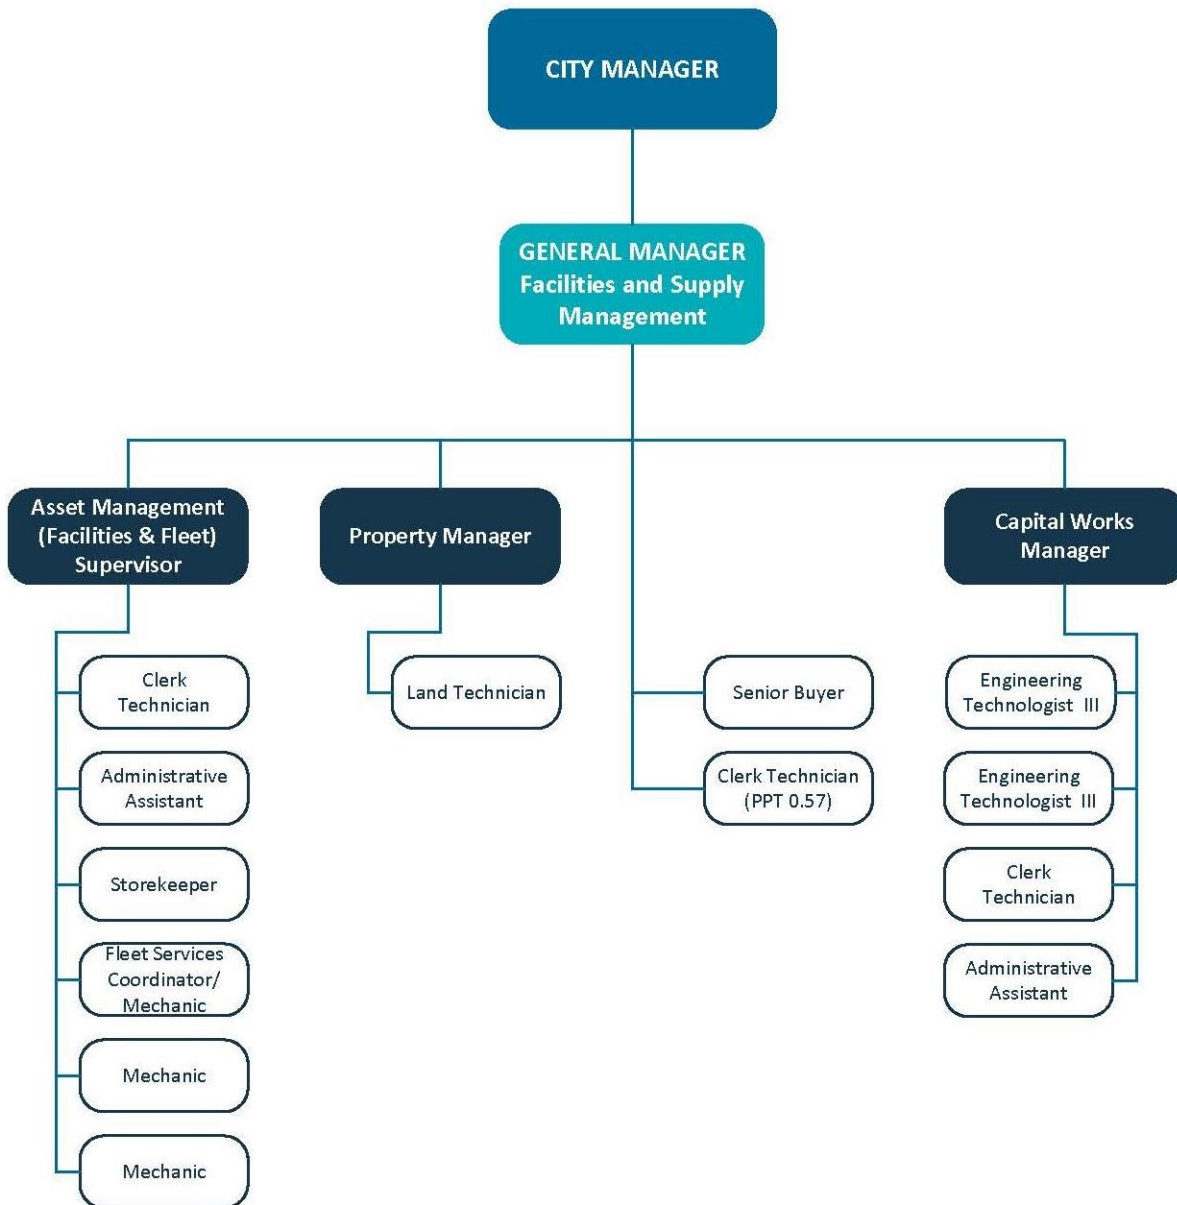 CITY MANAGER
GENERAL MANAGER
Facilities and Supply
Management
Asset Management
(Facilities & Fleet)
Supervisor
Property Manager
Capital Works
Manager
Clerk
Technician
Administrative
Assistant
Storekeeper
Fleet Services
Coordinator/
Mechanic
Mechanic
Mechanic
Land Technician
Senior Buyer
Clerk Technician
(PPT 0.57)
Engineering
Technologist III
Engineering
Technologist III
Clerk
Technician
Administrative
Assistant